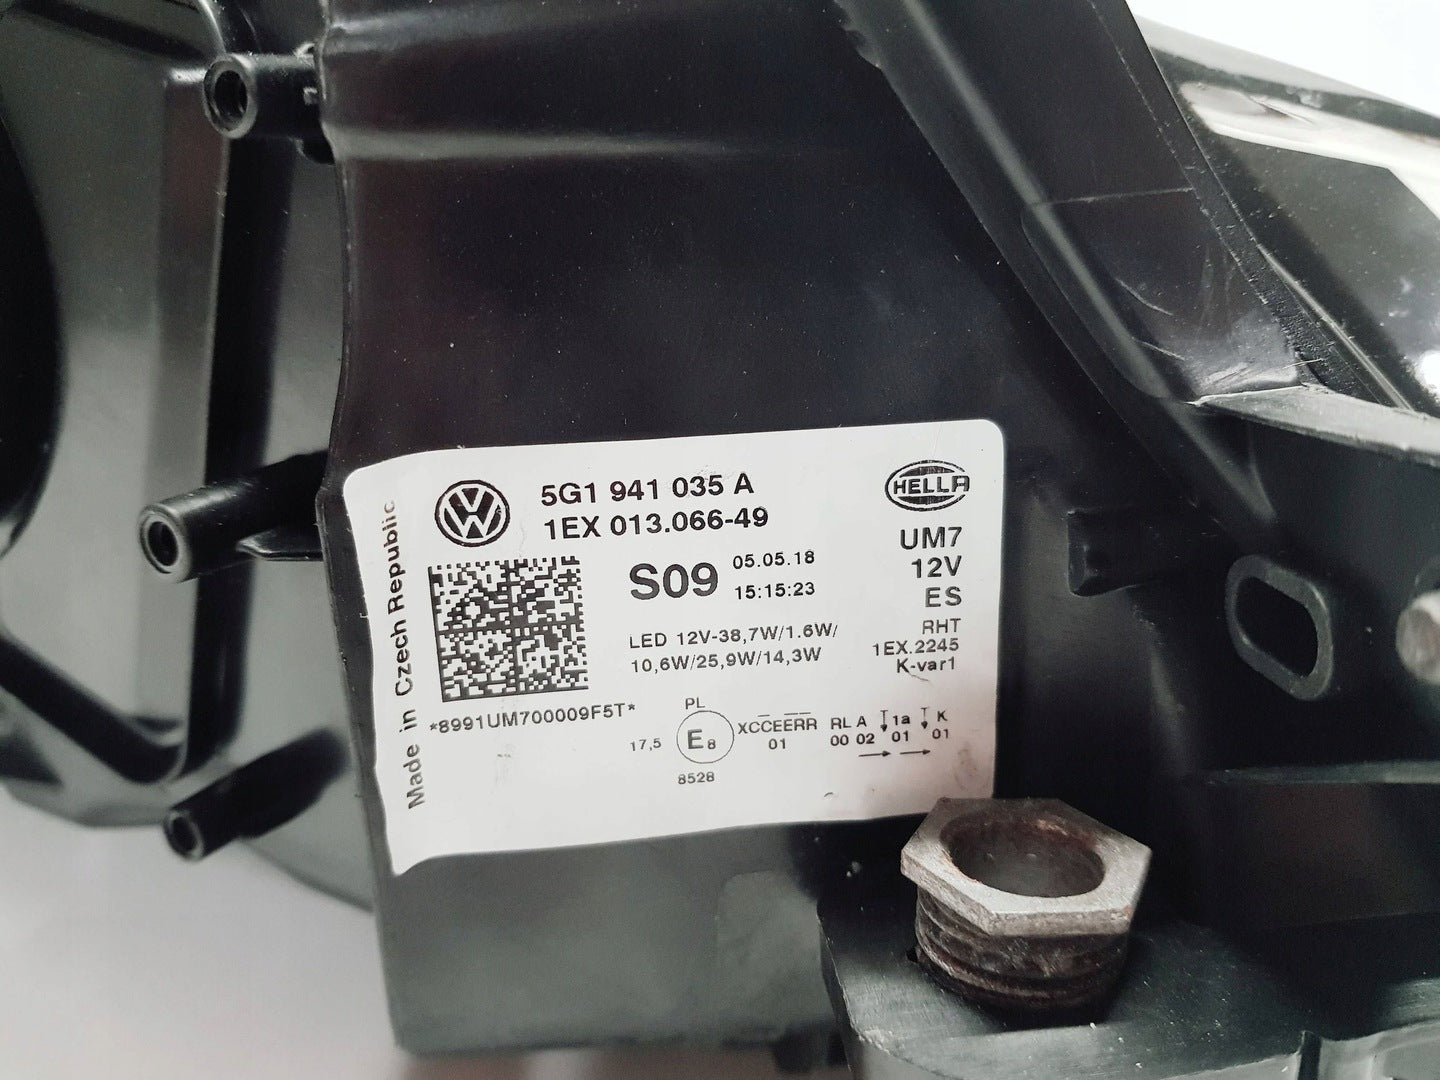 Made in Czech Republic
5G1 941 035 A
1EX 013.066-49
HELLA
S09
05.05.18
15:15:23
UM7
12V
ES
RHT
1EX.2245
K-var1
LED 12V-38,7W/1.6W/
10,6W/25,9W/14,3W
*8991UM700009F5T*
17,5
PL
E8
8528
XCCEERR
01
RL A 1a K
00 02 01 01